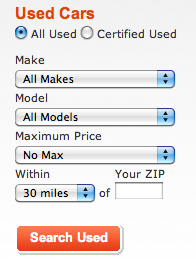 Used Cars
All Used Certified Used
Make
All Makes
Model
All Models
Maximum Price
No Max
Within Your ZIP
30 miles of
Search Used